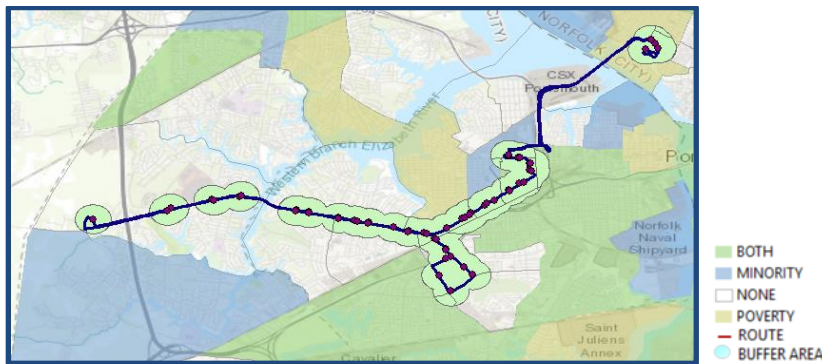 NORFOLK (CITY)
NORFOLK (CITY)
CSX
Portsmouth
Western Branch Elizabeth River
Por
Norfolk
Naval
Shipyard
Saint
Juliens
Annex
Cavalier
BOTH
MINORITY
NONE
POVERTY
ROUTE
BUFFER AREA